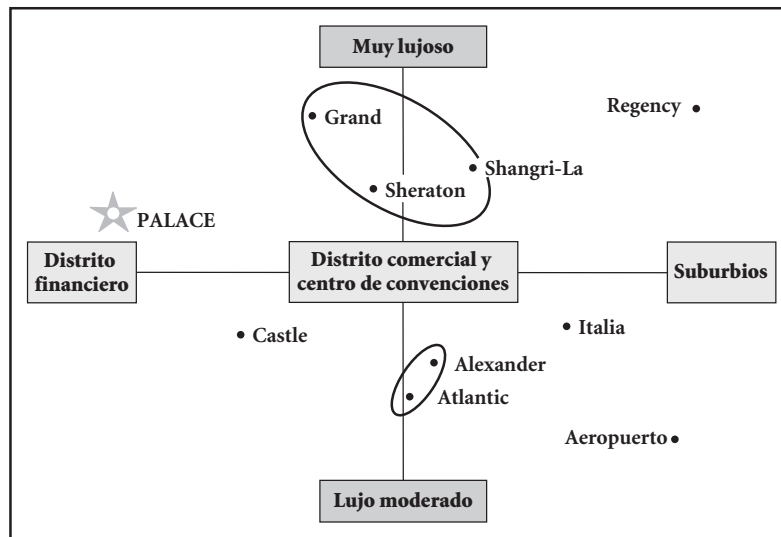 Muy lujoso
Grand
Regency
Shangri-La
Sheraton
PALACE
Distrito
financiero
Distrito comercial y
centro de convenciones
Suburbios
Castle
Italia
Alexander
Atlantic
Aeropuerto
Lujo moderado